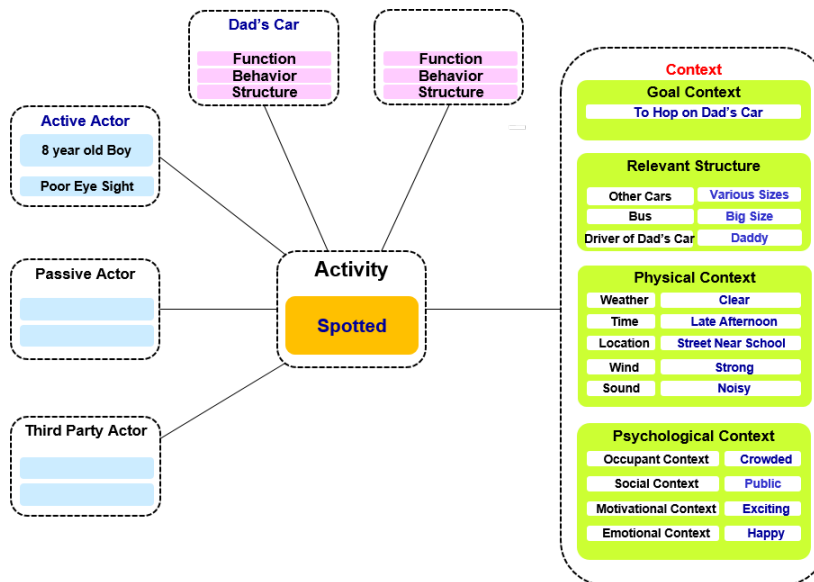 Dad's Car
Function
Behavior
Structure
Function
Behavior
Structure
Active Actor
8 year old Boy
Poor Eye Sight
Passive Actor
Third Party Actor
Activity
Spotted
Context
Goal Context
To Hop on Dad's Car
Relevant Structure
Other Cars Various Sizes
Bus Big Size
Driver of Dad's Car Daddy
Physical Context
Weather Clear
Time Late Afternoon
Location Street Near School
Wind Strong
Sound Noisy
Psychological Context
Occupant Context Crowded
Social Context Public
Motivational Context Exciting
Emotional Context Happy